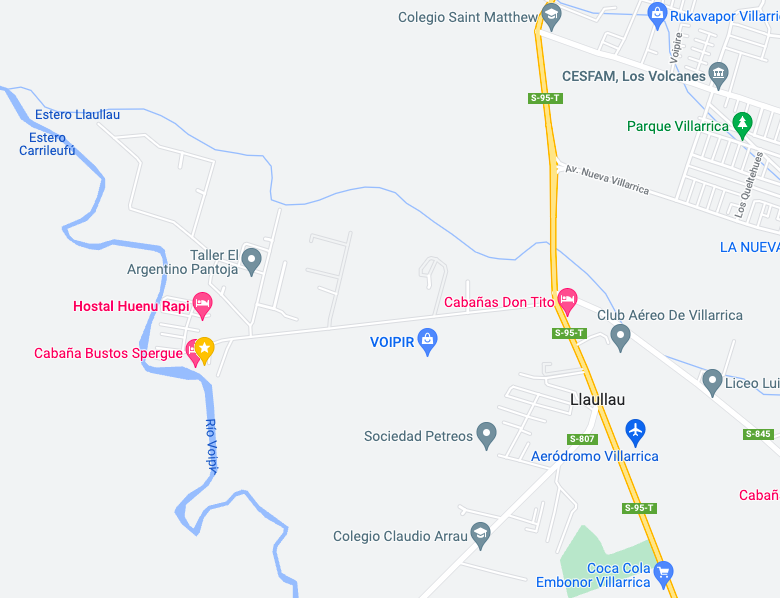 Colegio Saint Matthew
Rukavapor Villarri
Voipire
CESFAM, Los Volcanes
S-95-T
Estero Llaullau
Parque Villarrica
Estero
Carrileufú
Av. Nueva Villarrica
Los Queltehues
LA NUEVA
Taller El
Argentino Pantoja
Hostal Huenu Rapi
Cabañas Don Tito
Club Aéreo De Villarrica
S-95-T
VOIPIR
Cabaña Bustos Spergue
Liceo Lui
Llaullau
Río Voipir
Sociedad Petreos
S-807
S-845
Aeródromo Villarrica
Cabañ
S-95-T
Colegio Claudio Arrau
Coca Cola
Embonor Villarrica